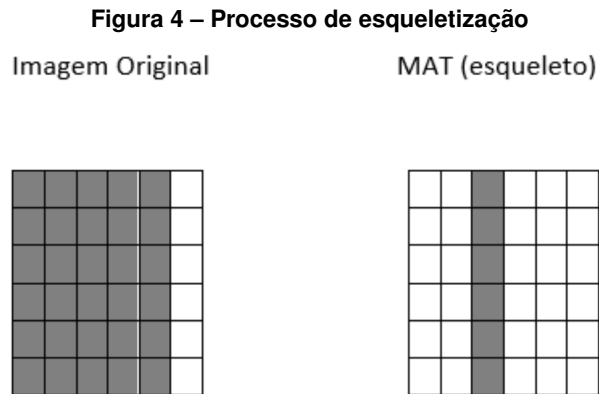 Figura 4 – Processo de esqueletização
Imagem Original
MAT (esqueleto)